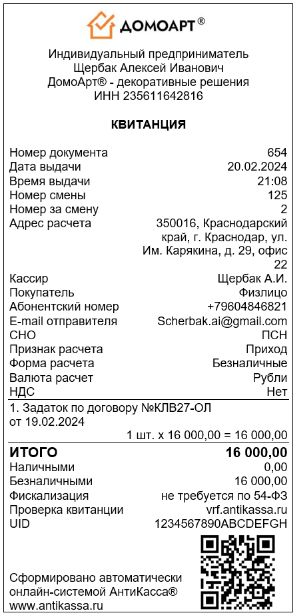 ДОМОАРТ®
Индивидуальный предприниматель
Щербак Алексей Иванович
ДомоАрт® - декоративные решения
ИНН 235611642816
КВИТАНЦИЯ
Номер документа 654
Дата выдачи 20.02.2024
Время выдачи 21:08
Номер смены 125
Номер за смену 2
Адрес расчета 350016, Краснодарский
край, г. Краснодар, ул.
Им. Карякина, д. 29, офис
22
Кассир Щербак А.И.
Покупатель Физлицо
Абонентский номер +79604846821
E-mail отправителя Scherbak.ai@gmail.com
СНО ПСН
Признак расчета Приход
Форма расчета Безналичные
Валюта расчет Рубли
НДС Нет
1. Задаток по договору №КЛВ27-ОЛ
от 19.02.2024
1 шт. х 16 000,00 = 16 000,00
ИТОГО 16 000,00
Наличными 0,00
Безналичными 16 000,00
Фискализация не требуется по 54-ФЗ
Проверка квитанции vrf.antikassa.ru
UID 1234567890ABCDEFGH
Сформировано автоматически
онлайн-системой АнтиКасса®
www.antikassa.ru